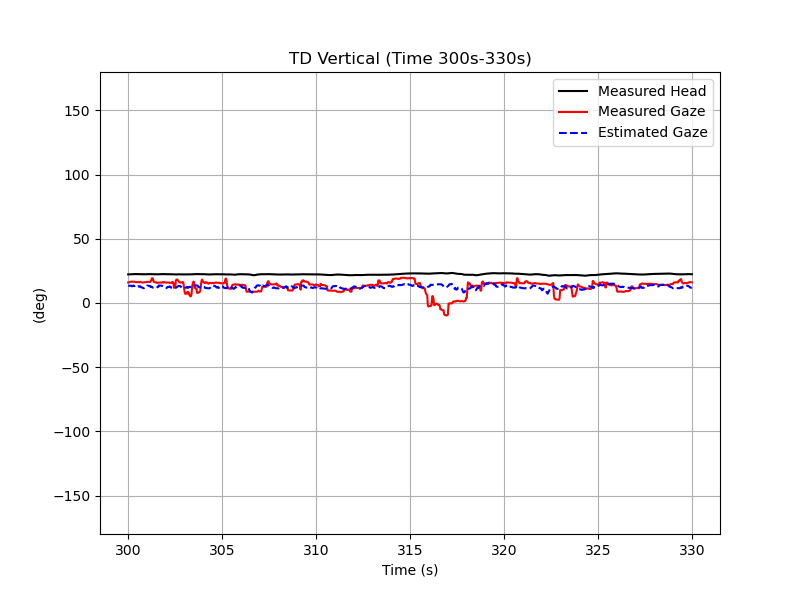 TD Vertical (Time 300s-330s)
Measured Head
Measured Gaze
Estimated Gaze
150
100
50
0
−50
−100
−150
(deg)
300 305 310 315 320 325 330
Time (s)